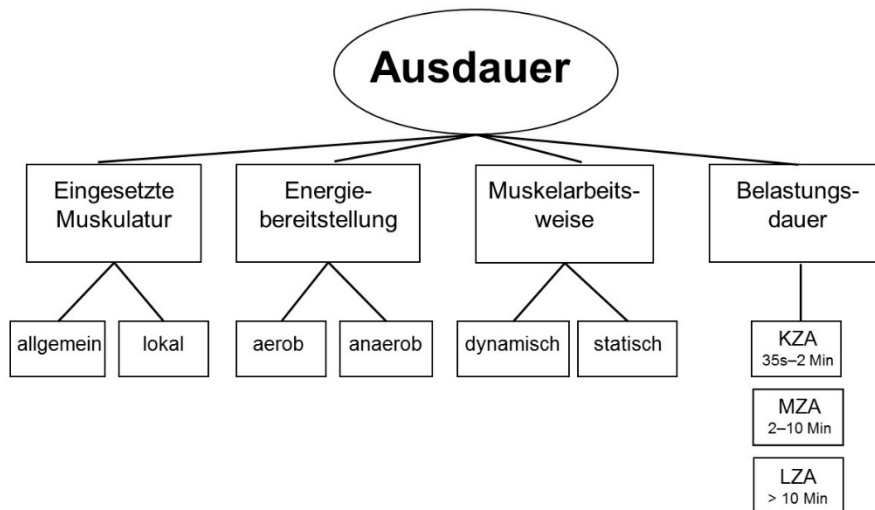 Ausdauer
Eingesetzte
Muskulatur
Energie-
bereitstellung
Muskelarbeits-
weise
Belastungs-
dauer
allgemein
lokal
aerob
anaerob
dynamisch
statisch
KZA
35s–2 Min
MZA
2–10 Min
LZA
> 10 Min